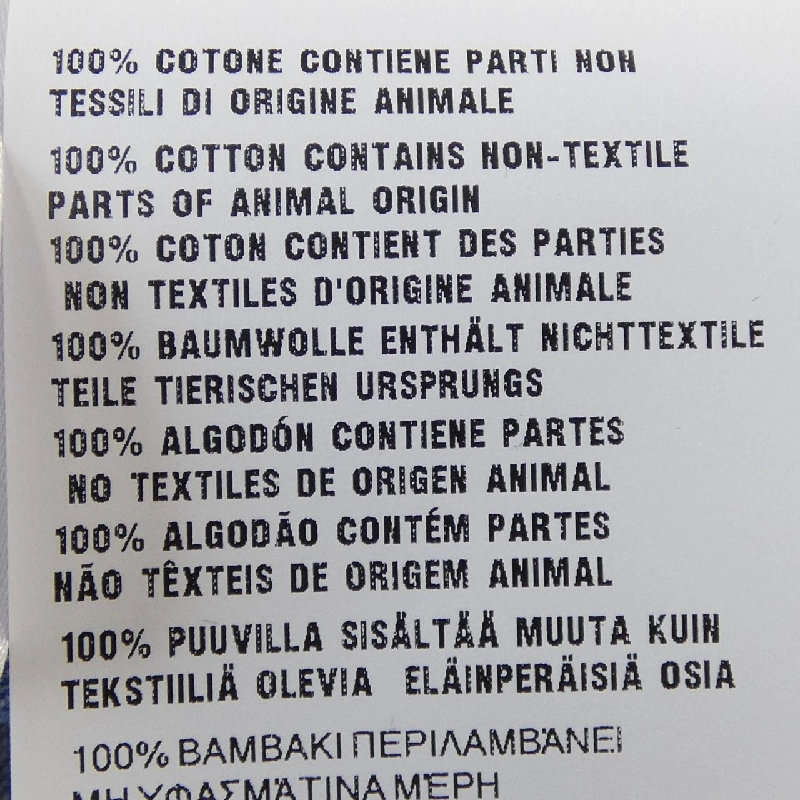 100% COTONE CONTIENE PARTI NON
TESSILI DI ORIGINE ANIMALE
100% COTTON CONTAINS NON-TEXTILE
PARTS OF ANIMAL ORIGIN
100% COTON CONTIENT DES PARTIES
NON TEXTILES D'ORIGINE ANIMALE
100% BAUMWOLLE ENTHÄLT NICHTTEXTILE
TEILE TIERISCHEN URSPRUNGS
100% ALGODÓN CONTIENE PARTES
NO TEXTILES DE ORIGEN ANIMAL
100% ALGODÃO CONTÉM PARTES
NÃO TÊXTEIS DE ORIGEM ANIMAL
100% PUUVILLA SISÄLTÄÄ MUUTA KUIN
TEKSTIILIÄ OLEVIA ELÄINPERÄISIÄ OSIA
100% ΒΑΜΒΑΚΙ ΠΕΡΙΛΑΜΒΆΝΕΙ
ΜΗ ΥΦΑΣΜΆΤΙΝΑ ΜΈΡΗ